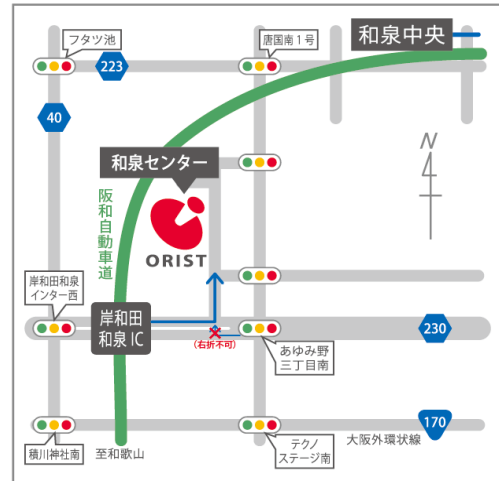 フタツ池
唐国南1号
和泉中央
223
40
N
和泉センター
阪和自動車道
ORIST
岸和田和泉
インター西
岸和田
和泉IC
(右折不可)
230
あゆみ野
三丁目南
170
積川神社南
至和歌山
テクノ
ステージ南
大阪外環状線